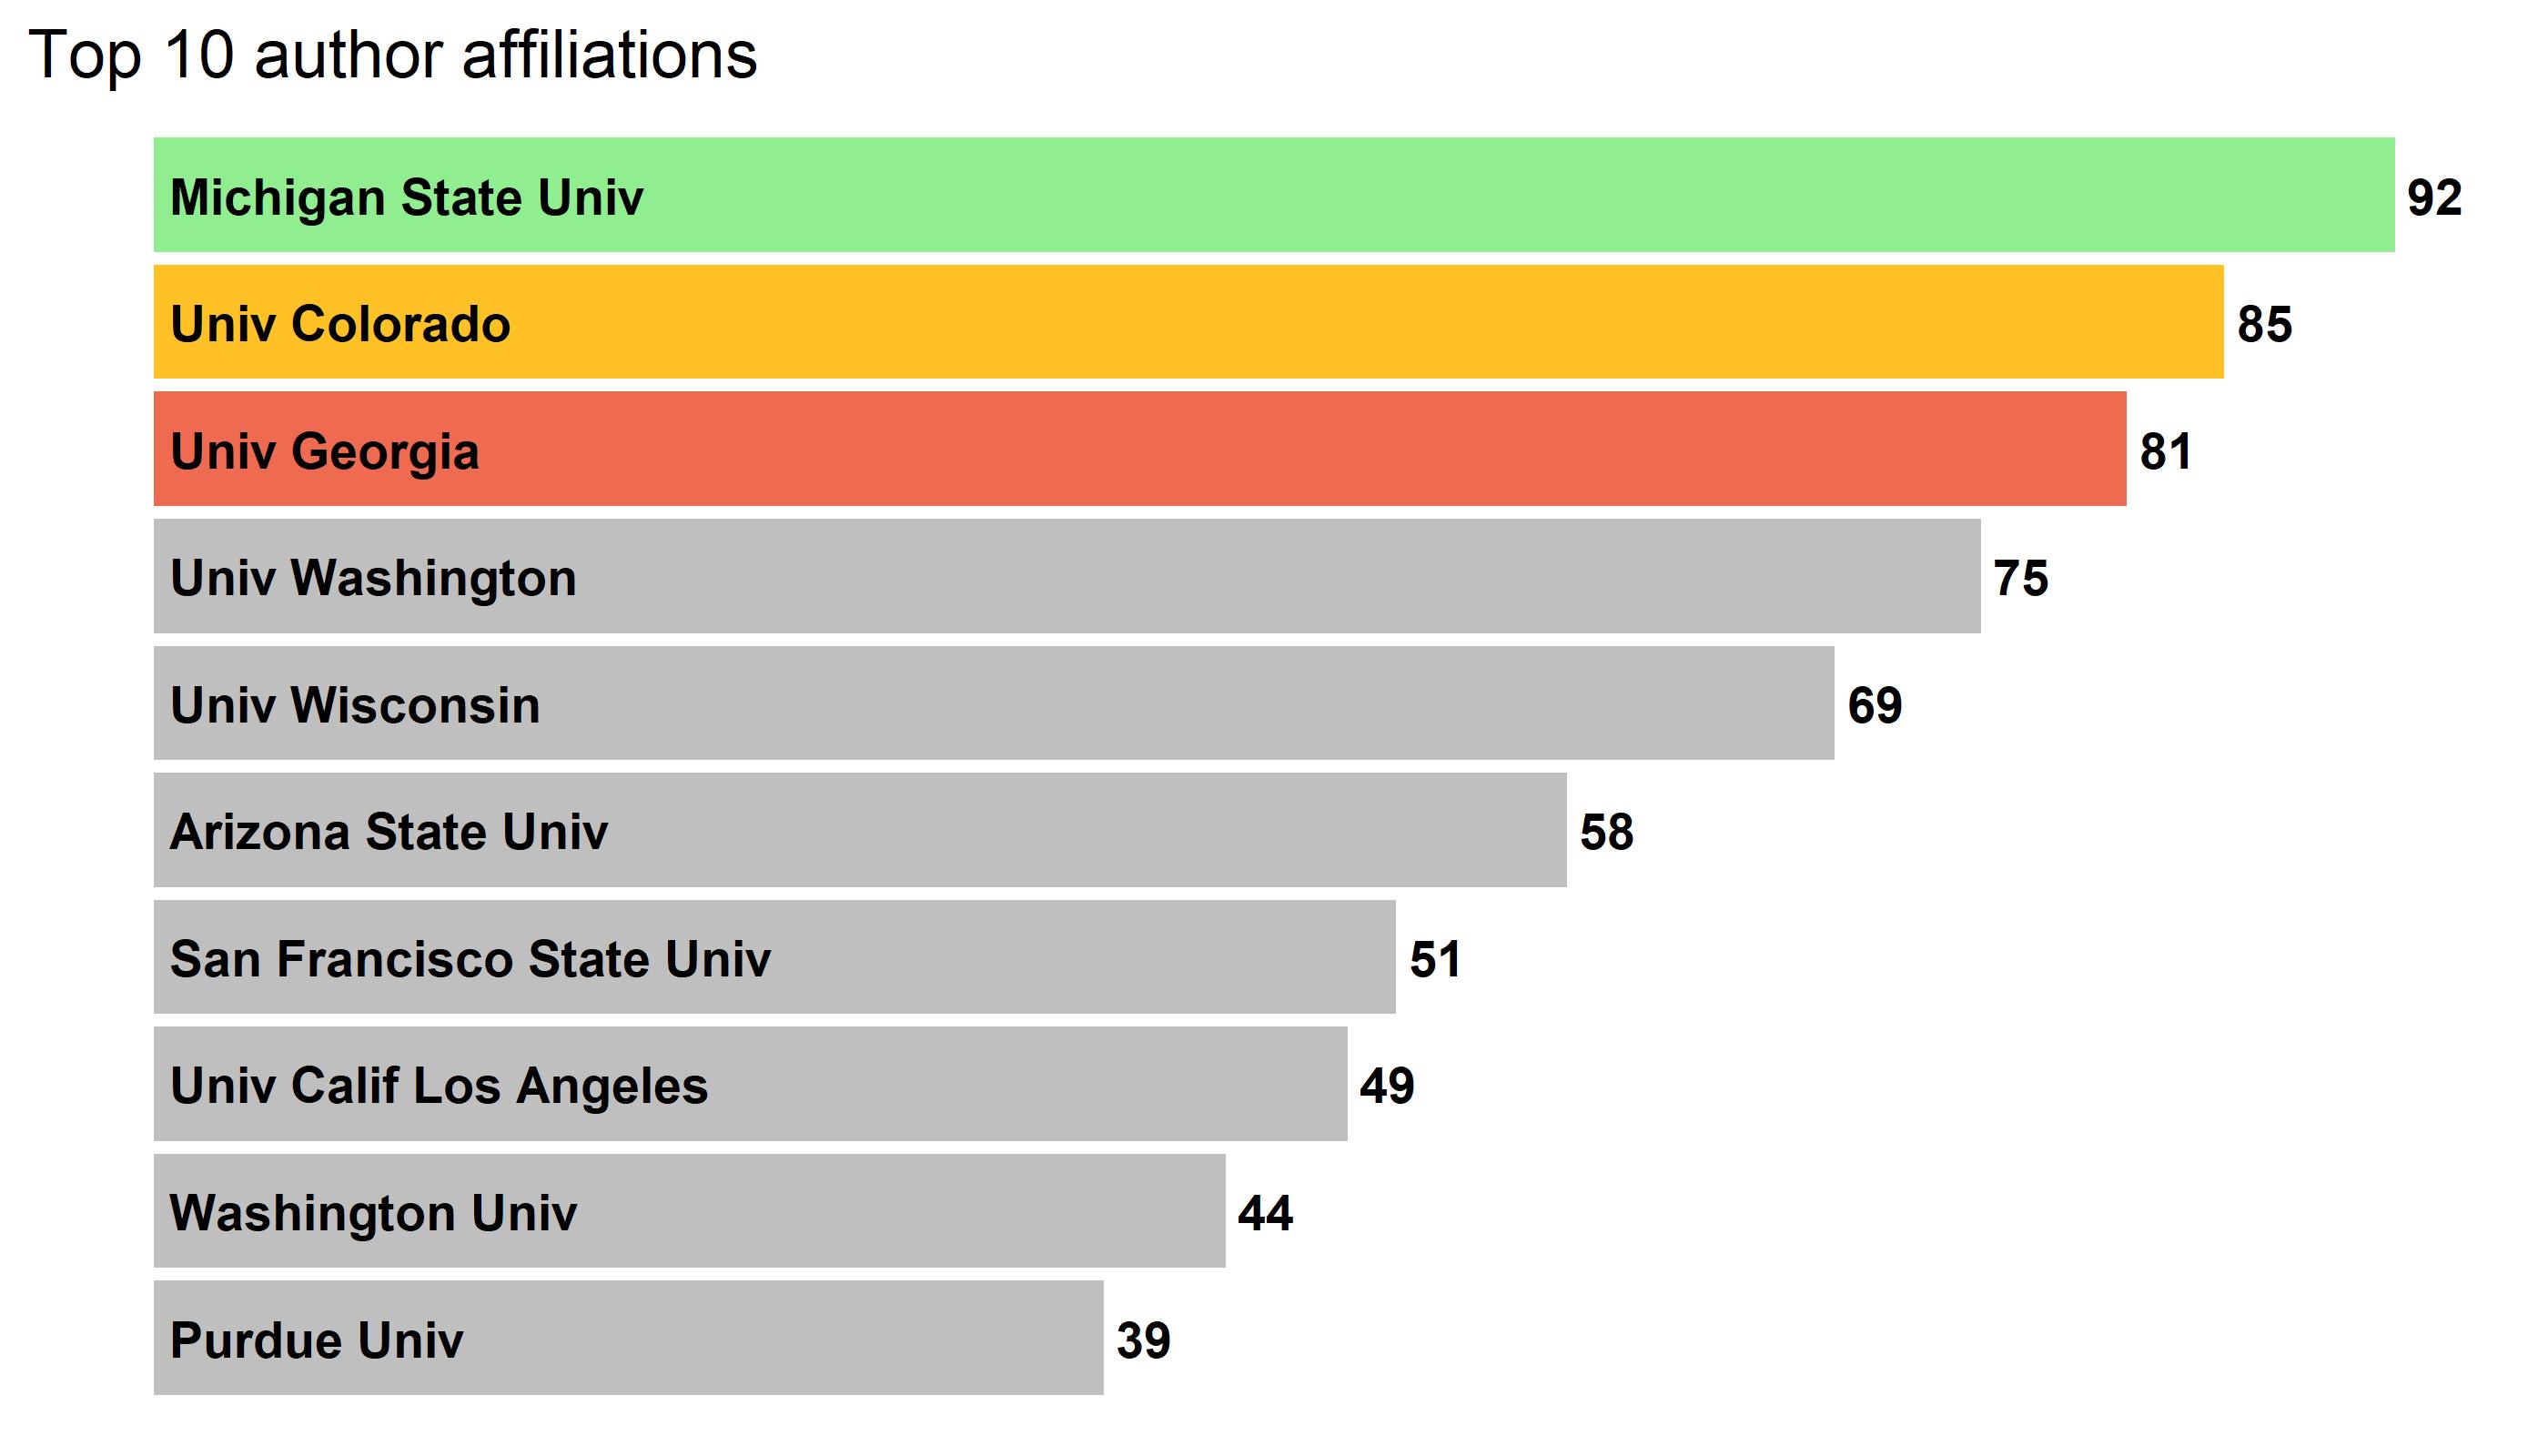 Top 10 author affiliations
Michigan State Univ 92
Univ Colorado 85
Univ Georgia 81
Univ Washington 75
Univ Wisconsin 69
Arizona State Univ 58
San Francisco State Univ 51
Univ Calif Los Angeles 49
Washington Univ 44
Purdue Univ 39